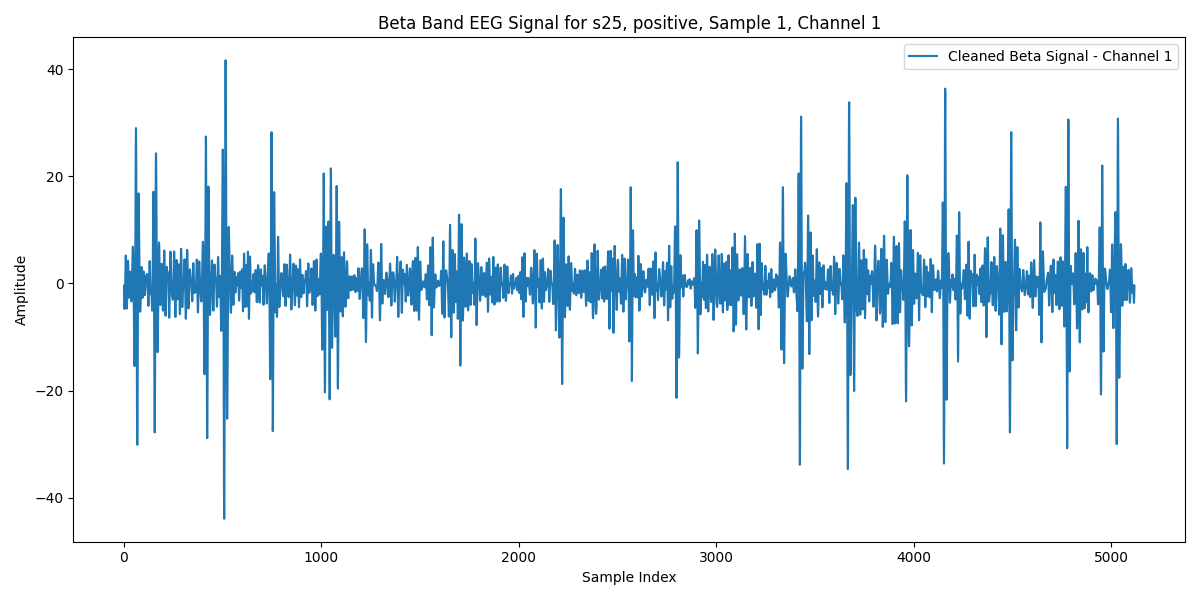 Beta Band EEG Signal for s25, positive, Sample 1, Channel 1
Cleaned Beta Signal - Channel 1
Amplitude
40
20
0
−20
−40
0
1000
2000
3000
4000
5000
Sample Index